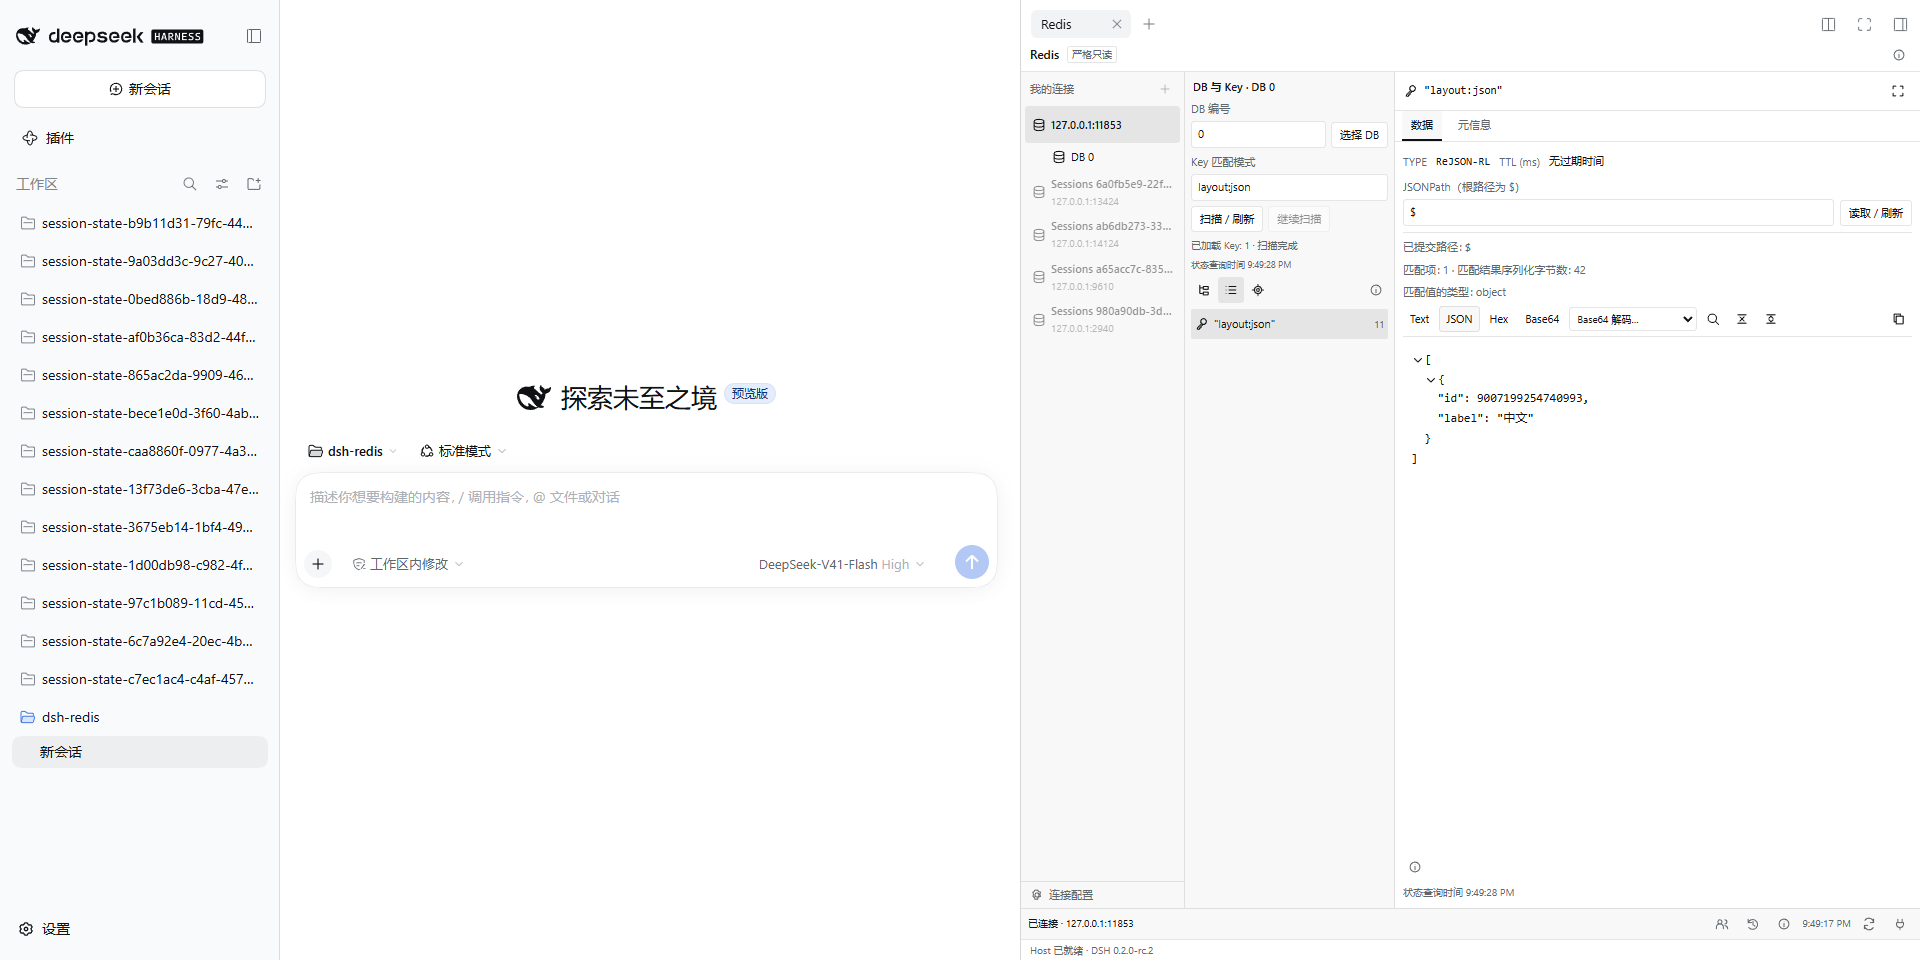 deepseek HARNESS
新会话
插件
工作区
session-state-b9b11d31-79fc-44...
session-state-9a03dd3c-9c27-40...
session-state-0bed886b-18d9-48...
session-state-af0b36ca-83d2-44f...
session-state-865ac2da-9909-46...
session-state-bece1e0d-3f60-4ab...
session-state-caa8860f-0977-4a3...
session-state-13f73de6-3cba-47e...
session-state-3675eb14-1bf4-49...
session-state-1d00db98-c982-4f...
session-state-97c1b089-11cd-45...
session-state-6c7a92e4-20ec-4b...
session-state-c7ec1ac4-c4af-457...
dsh-redis
新会话
设置
探索未至之境 预览版
dsh-redis 标准模式
描述你想要构建的内容, / 调用指令, @ 文件或对话
工作区内修改 DeepSeek-V41-Flash High
Redis
Redis 严格只读
我的连接
127.0.0.1:11853
DB 0
Sessions 6a0fb5e9-22f...
127.0.0.1:13424
Sessions ab6db273-33...
127.0.0.1:14124
Sessions a65acc7c-835...
127.0.0.1:9610
Sessions 980a90db-3d...
127.0.0.1:2940
连接配置
DB 与 Key · DB 0
DB 编号
0 选择 DB
Key 匹配模式
layout:json
扫描 / 刷新 继续扫描
已加载 Key: 1 · 扫描完成
状态查询时间 9:49:28 PM
"layout:json" 11
"layout:json"
数据 元信息
TYPE ReJSON-RL TTL (ms) 无过期时间
JSONPath (根路径为 $)
$ 读取 / 刷新
已提交路径: $
匹配项: 1 · 匹配结果序列化字节数: 42
匹配值的类型: object
Text JSON Hex Base64 Base64 解码...
[
{
"id": 9007199254740993,
"label": "中文"
}
]
状态查询时间 9:49:28 PM
已连接 · 127.0.0.1:11853 9:49:17 PM
Host 已就绪 · DSH 0.2.0-rc.2